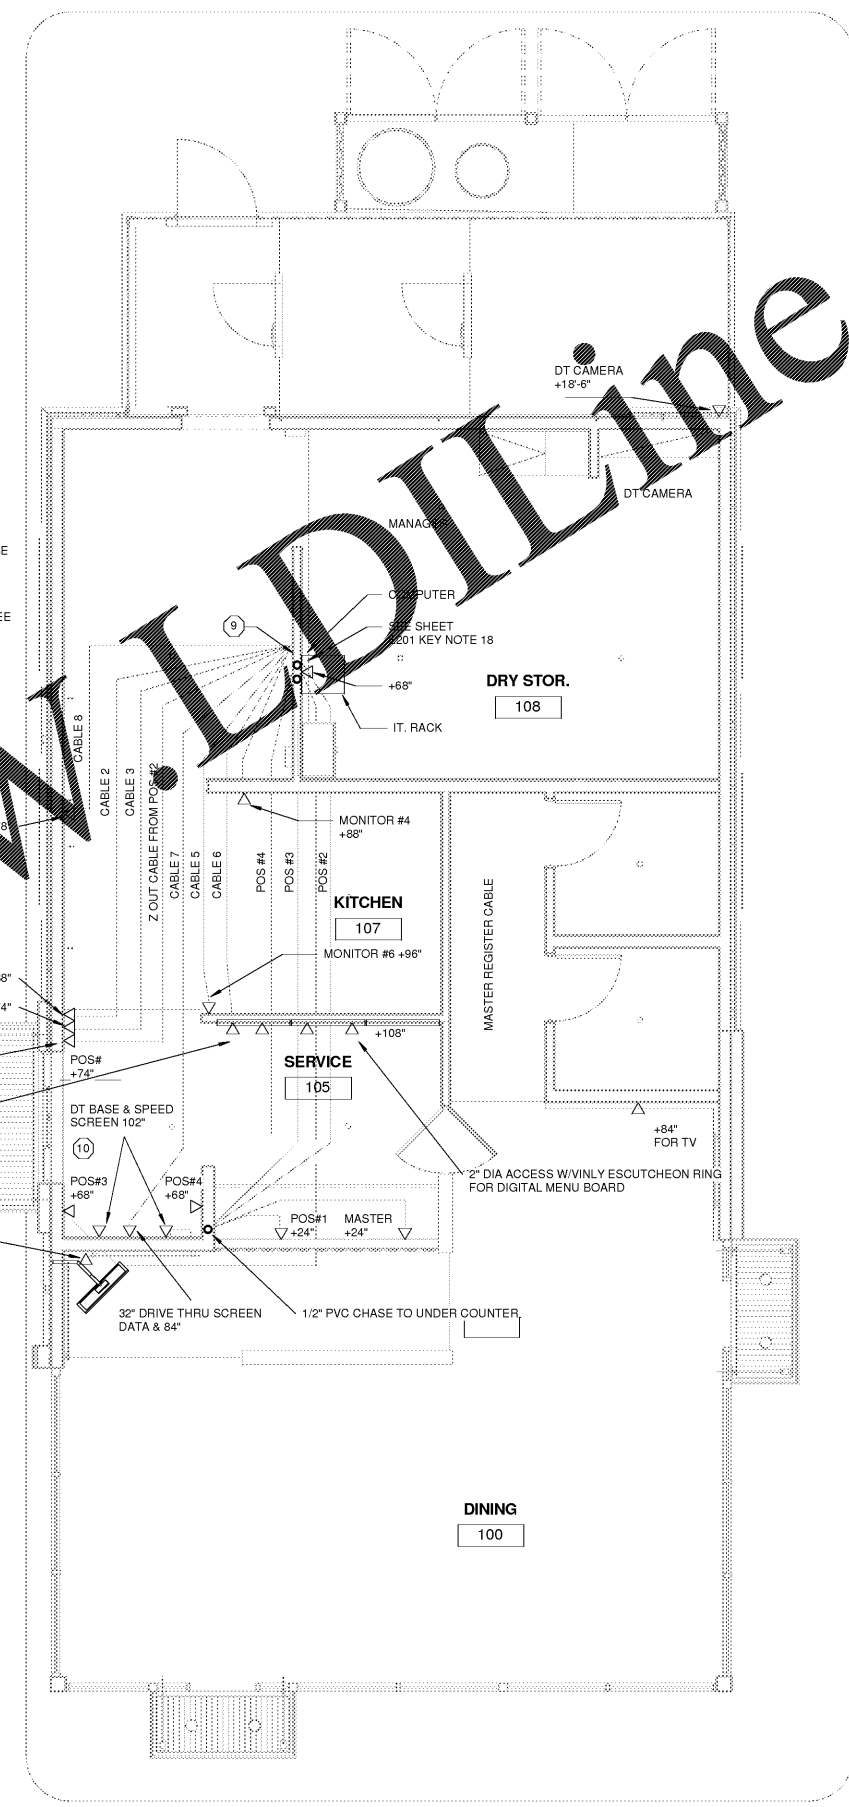 DT CAMERA
+18'-6"
DT CAMERA
MANAGER
COMPUTER
SEE SHEET
E201 KEY NOTE 18
9
+68"
DRY STOR.
108
IT. RACK
CABLE 8
CABLE 2
CABLE 3
Z OUT CABLE FROM POS #2
CABLE 7
CABLE 5
CABLE 6
POS #4
POS #3
POS #2
MONITOR #4
+88"
KITCHEN
107
MONITOR #6 +96"
MASTER REGISTER CABLE
+108"
SERVICE
105
POS#
+74"
DT BASE & SPEED
SCREEN 102"
10
+84"
FOR TV
2" DIA ACCESS W/VINLY ESCUTCHEON RING
FOR DIGITAL MENU BOARD
POS#3
+68"
POS#4
+68"
POS#1
+24"
MASTER
+24"
32" DRIVE THRU SCREEN
DATA & 84"
1/2" PVC CHASE TO UNDER COUNTER
DINING
100
w.LDILine